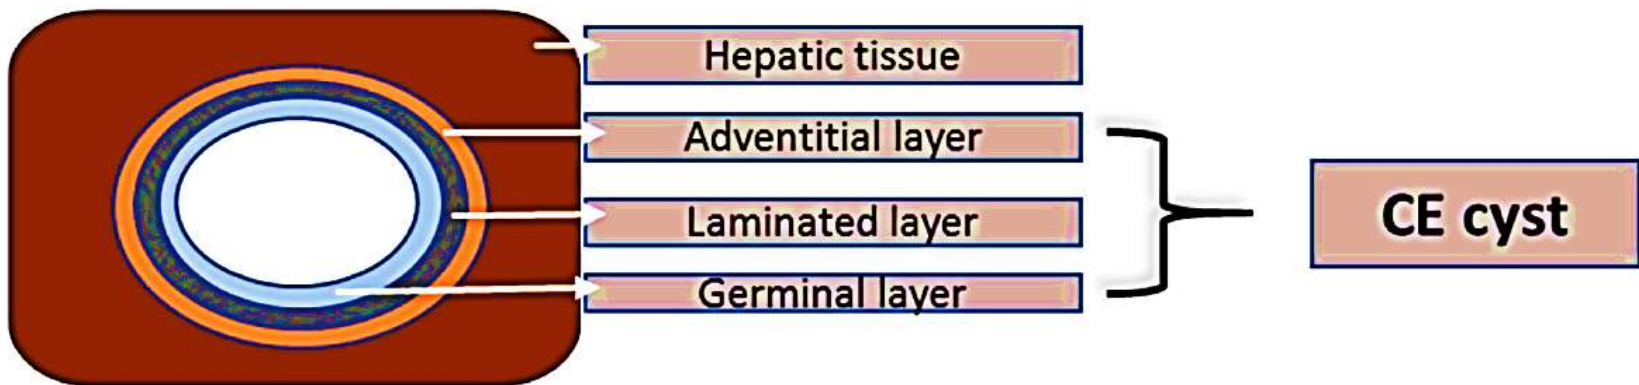 Hepatic tissue
Adventitial layer
Laminated layer
Germinal layer
CE cyst